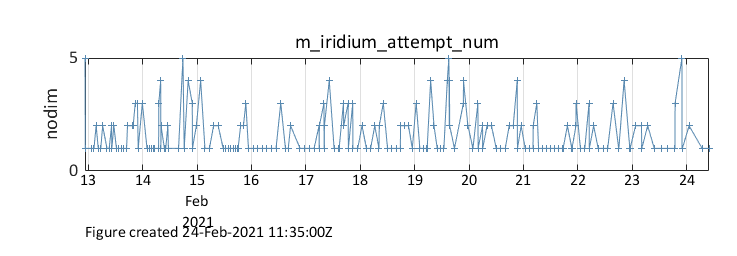 m_iridium_attempt_num
nodim
5
0
13 14 15 16 17 18 19 20 21 22 23 24
Feb
2021
Figure created 24-Feb-2021 11:35:00Z